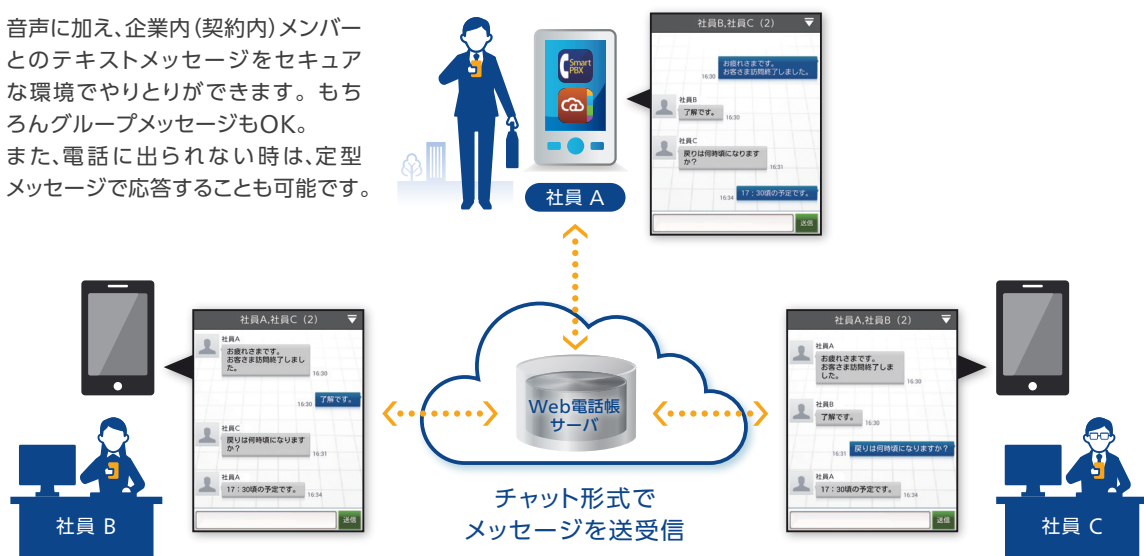 音声に加え、企業内（契約内）メンバー
とのテキストメッセージをセキュア
な環境でやりとりができます。もち
ろんグループメッセージもOK。
また、電話に出られない時は、定型
メッセージで応答することも可能です。
Smart
PBX
社員 A
社員B,社員C（2）
お疲れさまです。
お客さま訪問終了しました。
16:30
社員B
了解です。
16:30
社員C
戻りは何時頃になります
か？
16:31
17：30頃の予定です。
16:34
送信
社員A,社員C（2）
社員A
お疲れさまです。
お客さま訪問終了しまし
た。
16:30
了解です。
16:30
社員C
戻りは何時頃になります
か？
16:31
社員A
17：30頃の予定です。
16:34
送信
社員 B
Web電話帳
サーバ
チャット形式で
メッセージを送受信
社員A,社員B（2）
社員A
お疲れさまです。
お客さま訪問終了しま
した。
16:30
社員B
了解です。
16:30
戻りは何時頃になりますか？
16:31
社員A
17：30頃の予定です。
16:34
送信
社員 C